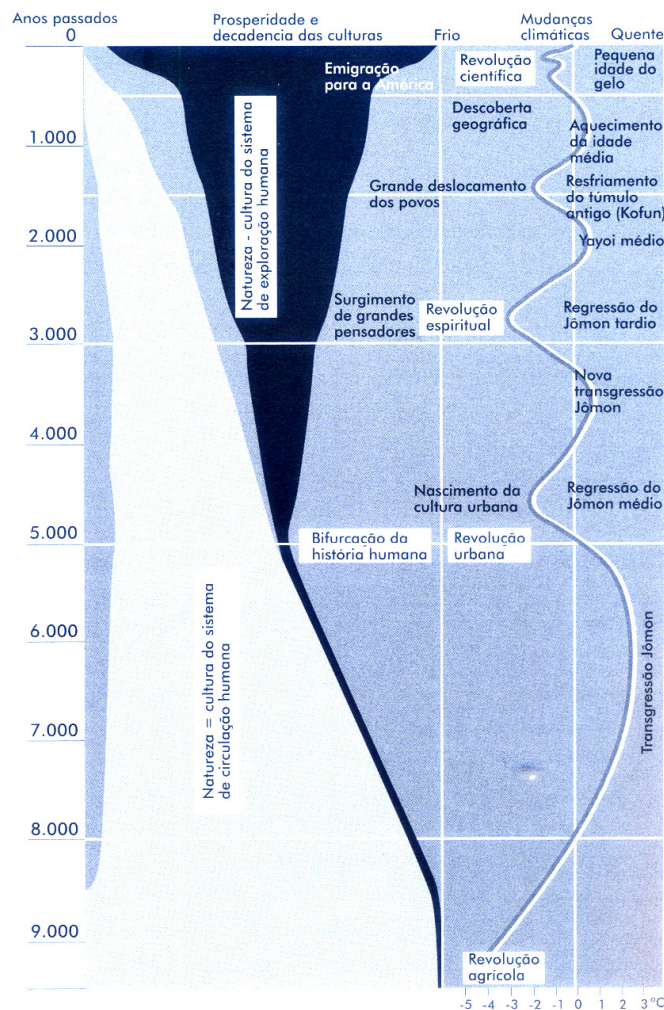 Anos passados
0
Prosperidade e
decadencia das culturas
Frio
Mudanças
climáticas
Quente
Emigração
para a América
Revolução
científica
Pequena
idade do
gelo
Descoberta
geográfica
1.000
Aquecimento
da idade
média
Grande deslocamento
dos povos
Resfriamento
do túmulo
antigo (Kofun)
Natureza - cultura do sistema
de exploração humana
2.000
Yayoi médio
Surgimento
de grandes
pensadores
Revolução
espiritual
Regressão do
Jômon tardio
3.000
Nova
transgressão
Jômon
4.000
Nascimento da
cultura urbana
Regressão do
Jômon médio
5.000
Bifurcação da
história humana
Revolução
urbana
6.000
Natureza = cultura do sistema
de circulação humana
Transgressão Jômon
7.000
8.000
9.000
Revolução
agrícola
-5 -4 -3 -2 -1 0 1 2 3 °C